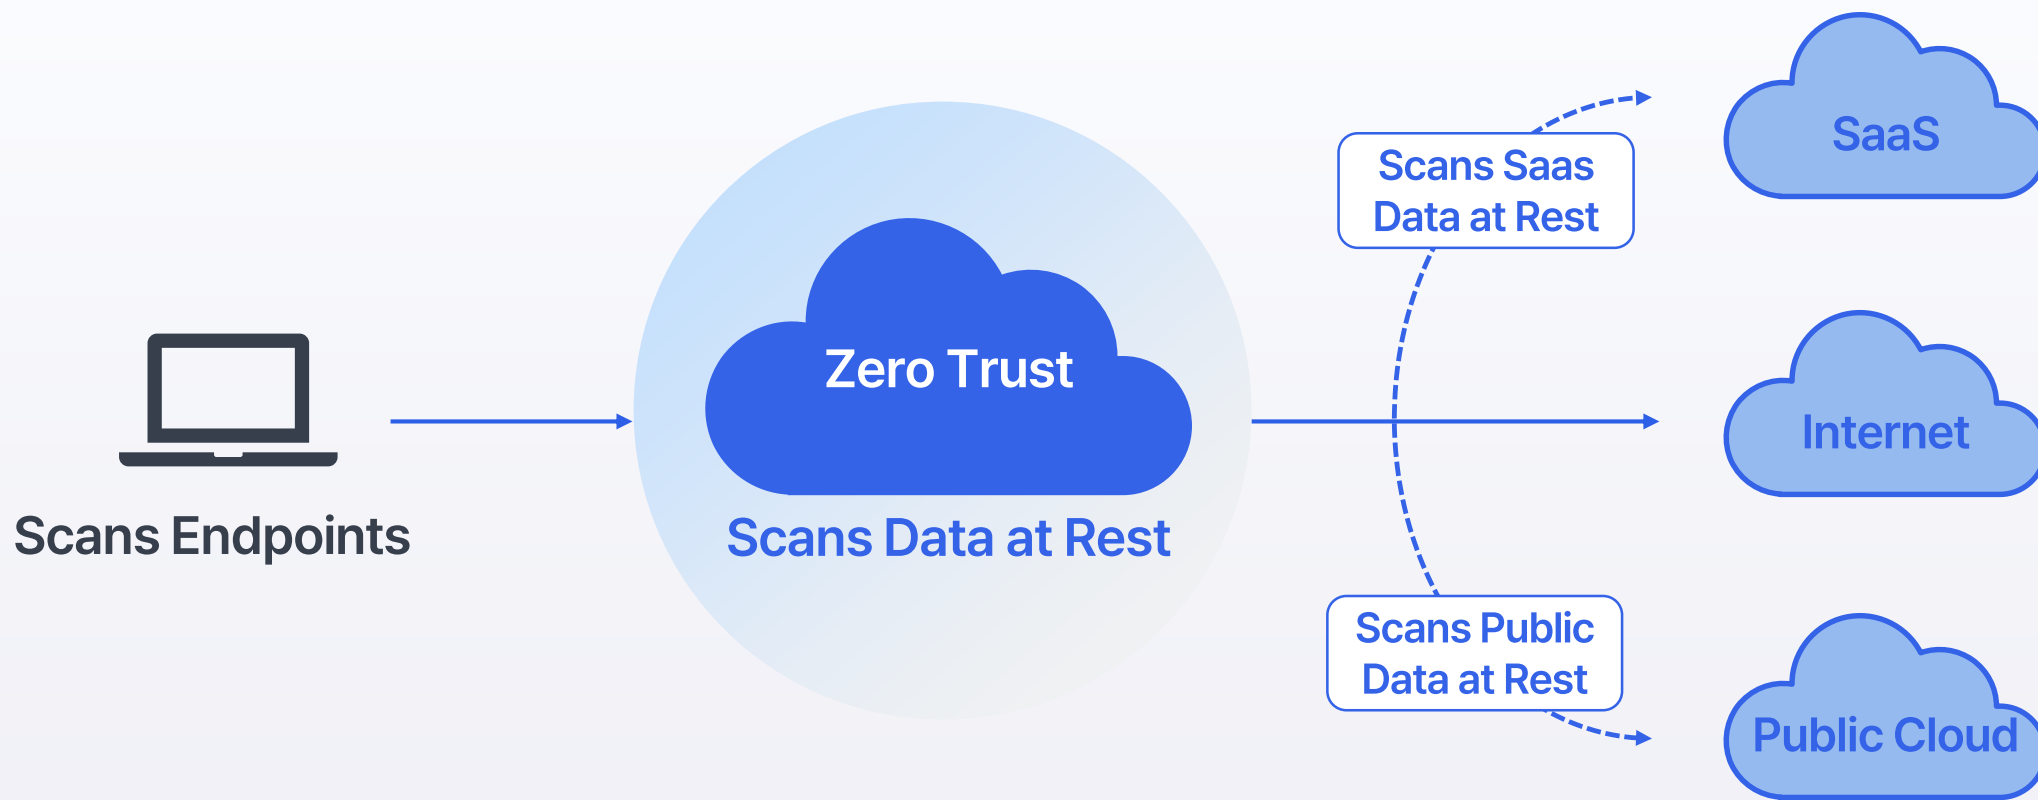 Scans Endpoints
Zero Trust
Scans Data at Rest
Scans Saas
Data at Rest
Scans Public
Data at Rest
SaaS
Internet
Public Cloud